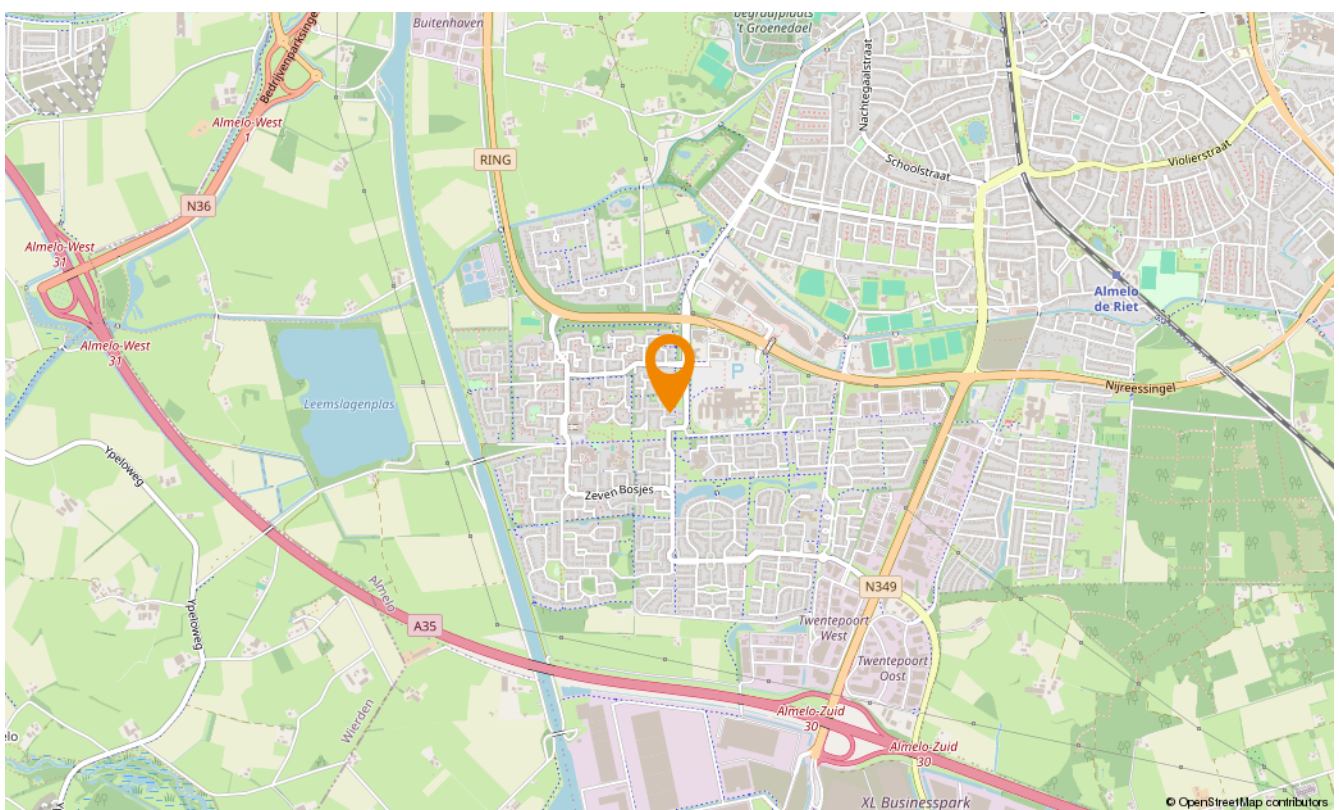 Buitenhaven
begraafplaats
't Groenedael
Bedrijvenparksinge
Nachtegaalstraat
Almelo-West
1
RING
Schoolstraat
Violierstraat
N36
Almelo-West
31
Almelo
de Riet
Almelo-West
31
P
Nijreessingel
Leemslagenplas
Ypeloweg
Zeven Bosjes
Almelo
N349
Ypeloweg
A35
Twentepoort
West
Twentepoort
Oost
Wierden
Almelo-Zuid
30
elo
Almelo-Zuid
30
XL Businesspark
© OpenStreetMap contributors